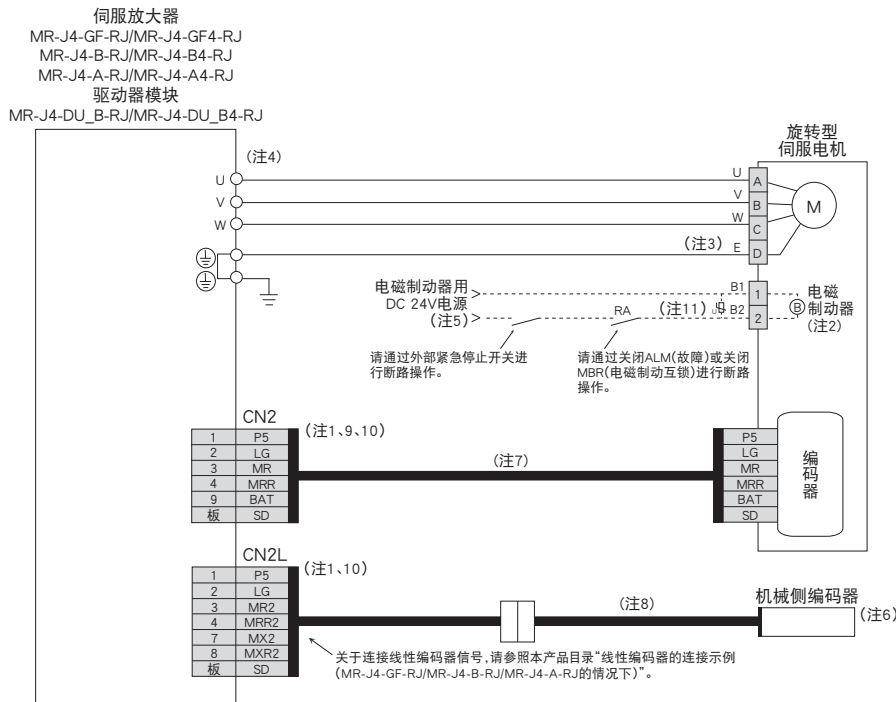 伺服放大器
MR-J4-GF-RJ/MR-J4-GF4-RJ
MR-J4-B-RJ/MR-J4-B4-RJ
MR-J4-A-RJ/MR-J4-A4-RJ
驱动器模块
MR-J4-DU_B-RJ/MR-J4-DU_B4-RJ
旋转型
伺服电机
(注4)
U
V
W
U
A
V
B
W
C
(注3)
E
D
M
电磁制动器用
DC 24V电源
(注5)
RA
(注11)
B1
1
B2
2
B
电磁
制动器
(注2)
请通过外部紧急停止开关进
行断路操作。
请通过关闭ALM(故障)或关闭
MBR(电磁制动互锁)进行断路
操作。
CN2
(注1、9、10)
1 P5
2 LG
3 MR
4 MRR
9 BAT
板 SD
(注7)
P5
LG
MR
MRR
BAT
SD
编
码
器
CN2L
(注1、10)
1 P5
2 LG
3 MR2
4 MRR2
7 MX2
8 MXR2
板 SD
(注8)
机械侧编码器
(注6)
关于连接线性编码器信号,请参照本产品目录“线性编码器的连接示例
(MR-J4-GF-RJ/MR-J4-B-RJ/MR-J4-A-RJ的情况下)”。